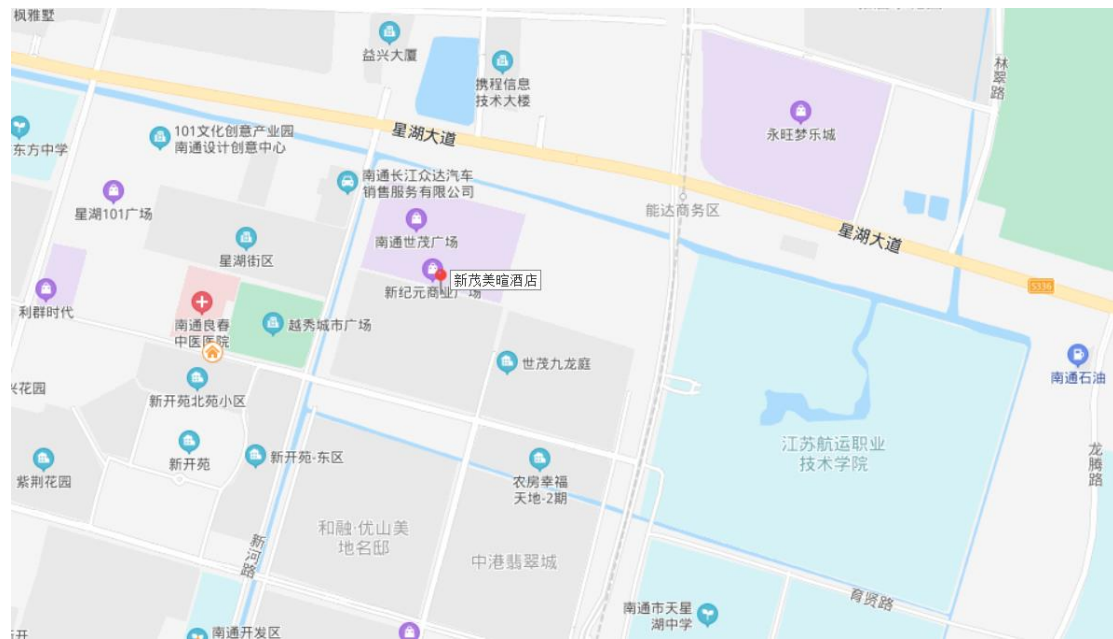 枫雅墅
益兴大厦
携程信息
技术大楼
林翠路
永旺梦乐城
星湖大道
101文化创意产业园
南通设计创意中心
东方中学
南通长江众达汽车
销售服务有限公司
星湖101广场
能达商务区
南通世茂广场
星湖大道
星湖街区
新茂美暄酒店
新纪元商业广场
S336
利群时代
南通良春
中医医院
越秀城市广场
世茂九龙庭
南通石油
兴花园
新开苑北苑小区
江苏航运职业
技术学院
龙腾路
新开苑
新开苑-东区
紫荆花园
农房幸福
天地-2期
和融·优山美
地名邸
新河路
中港翡翠城
育贤路
南通市天星
湖中学
南通开发区